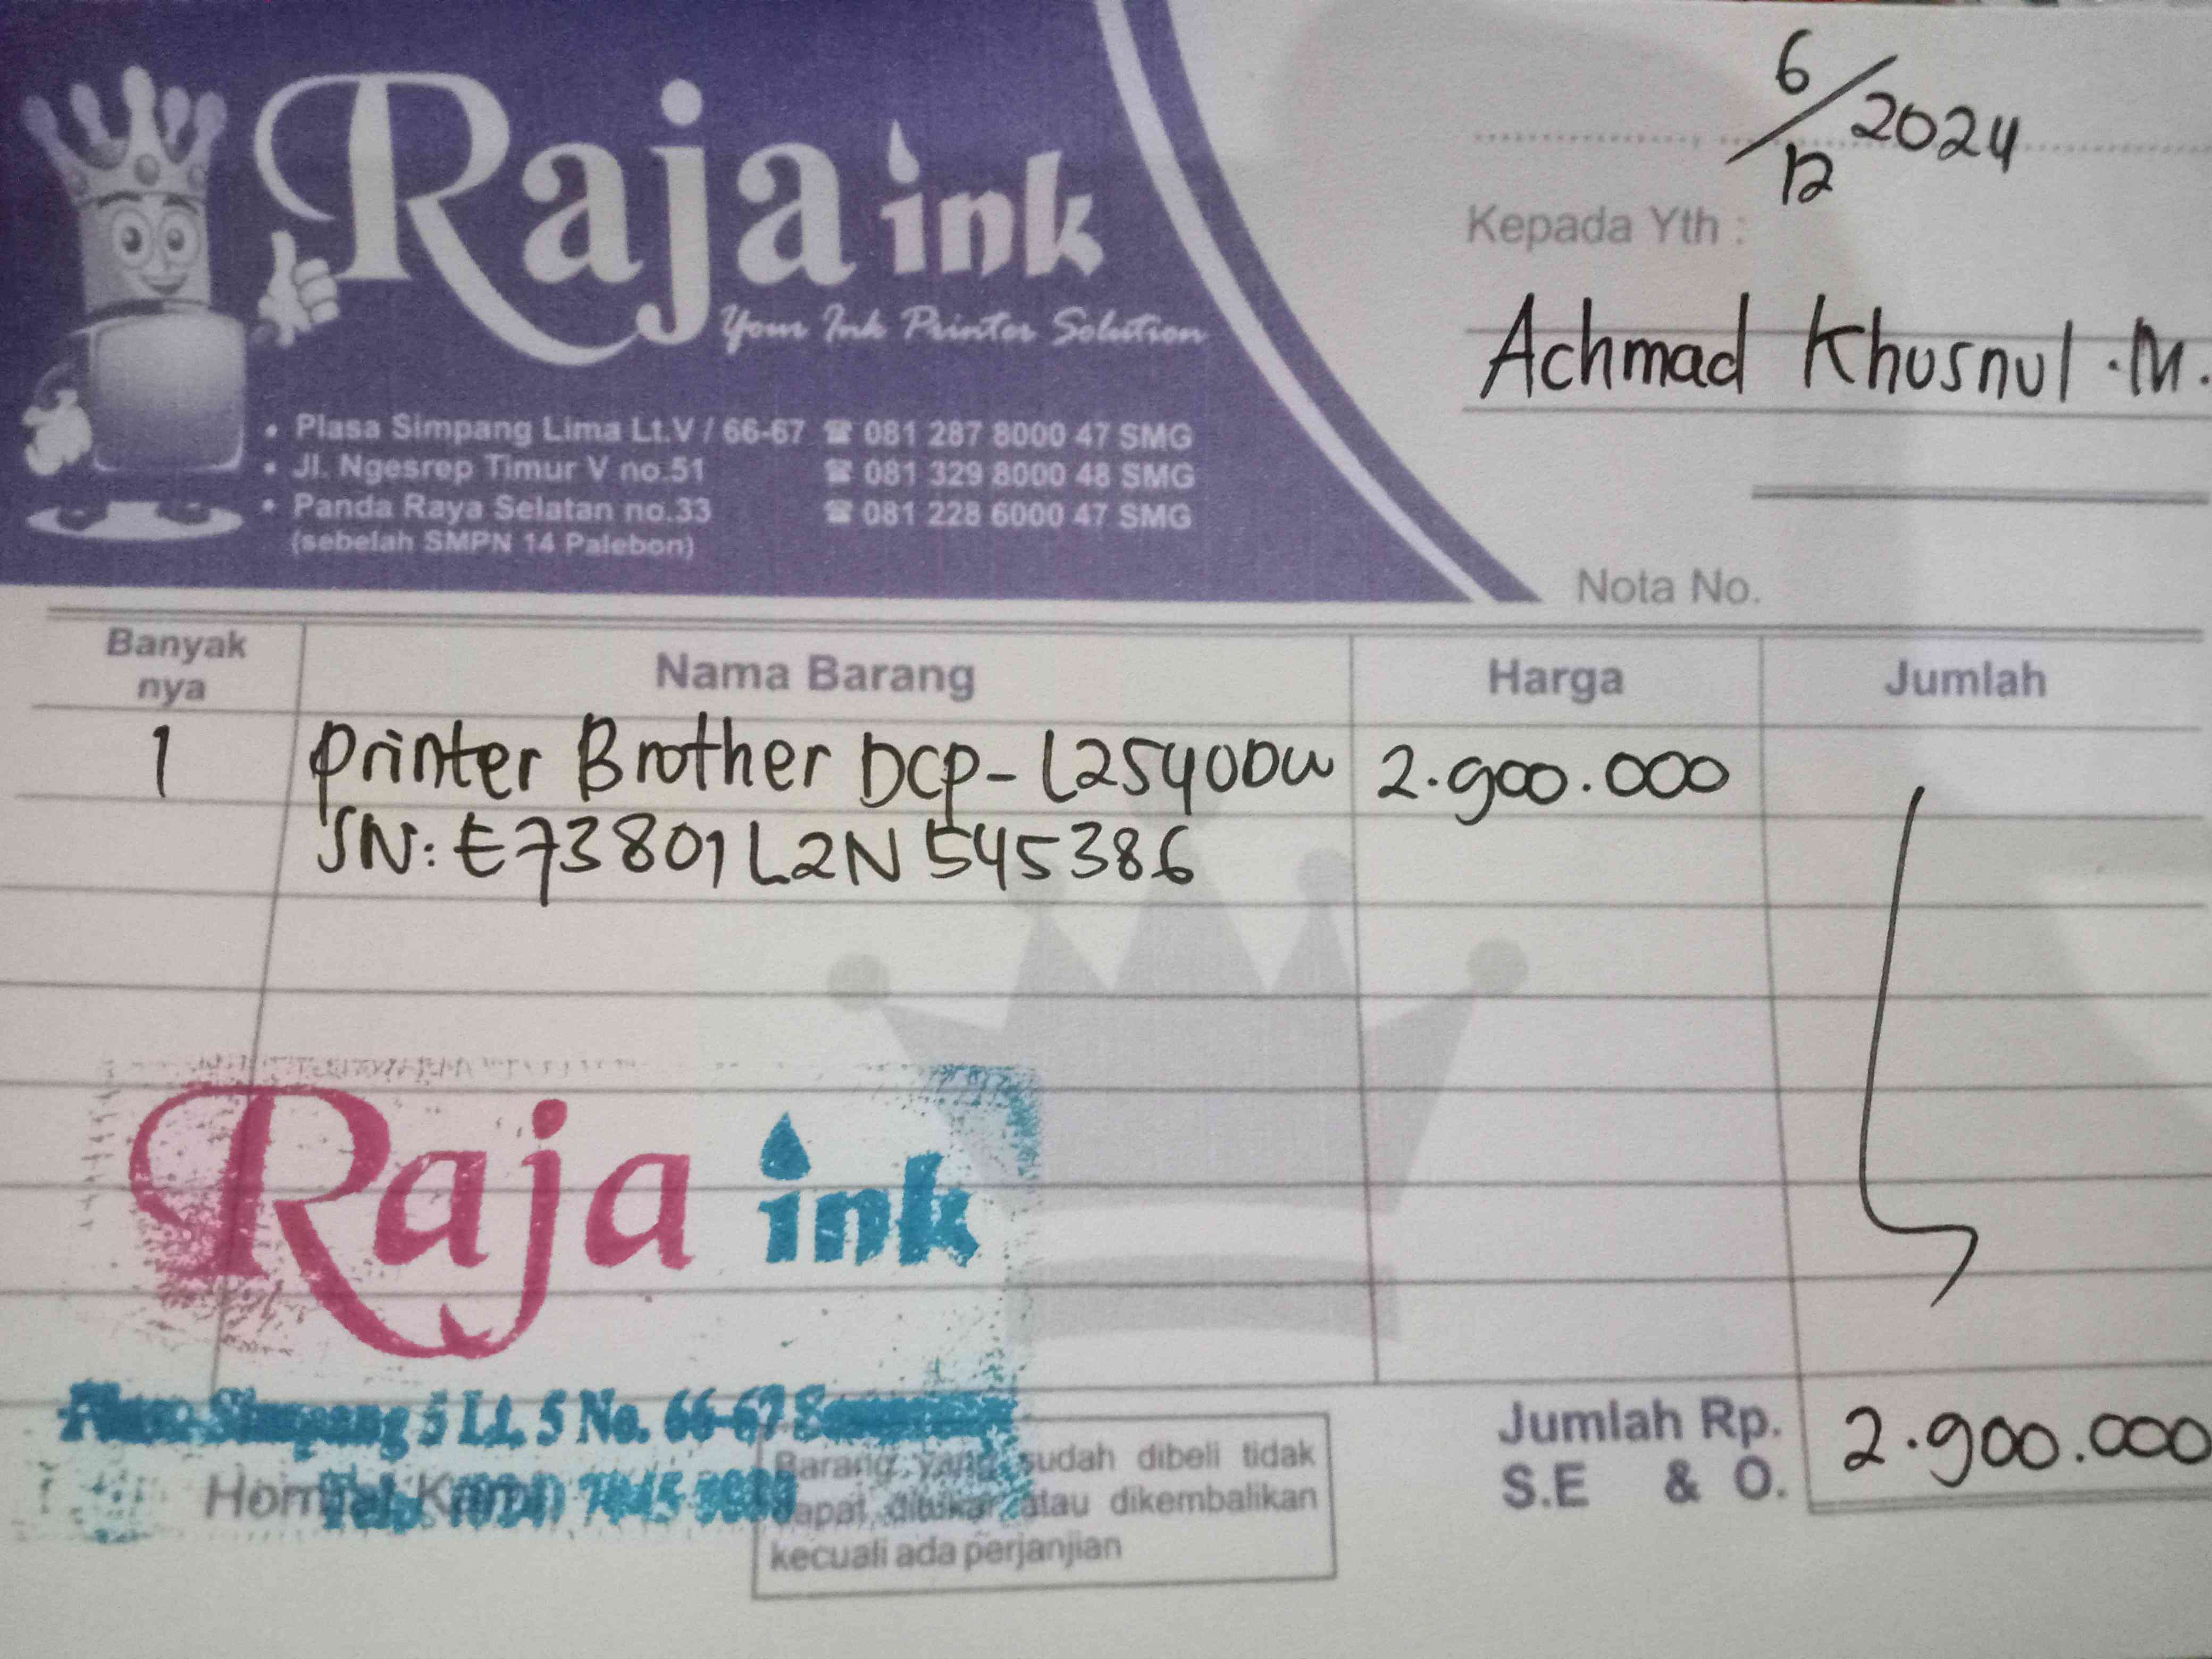 Raja ink
Your Ink Printer Solution
• Plasa Simpang Lima Lt.V / 66-67 ☎ 081 287 8000 47 SMG
• Jl. Ngesrep Timur V no.51 ☎ 081 329 8000 48 SMG
• Panda Raya Selatan no.33 ☎ 081 228 6000 47 SMG
(sebelah SMPN 14 Palebon)
6/12 2024
Kepada Yth :
Achmad Khusnul .M.
Nota No.
Banyak nya Nama Barang Harga Jumlah
1 Printer Brother DCP-L2540DW 2.900.000
SN: E73801L2N545386
Raja ink
Simpang 5 Lt. 5 No. 66-67
Hormat Kami
Barang yang sudah dibeli tidak
dapat ditukar atau dikembalikan
kecuali ada perjanjian
Jumlah Rp. 2.900.000
S.E & O.